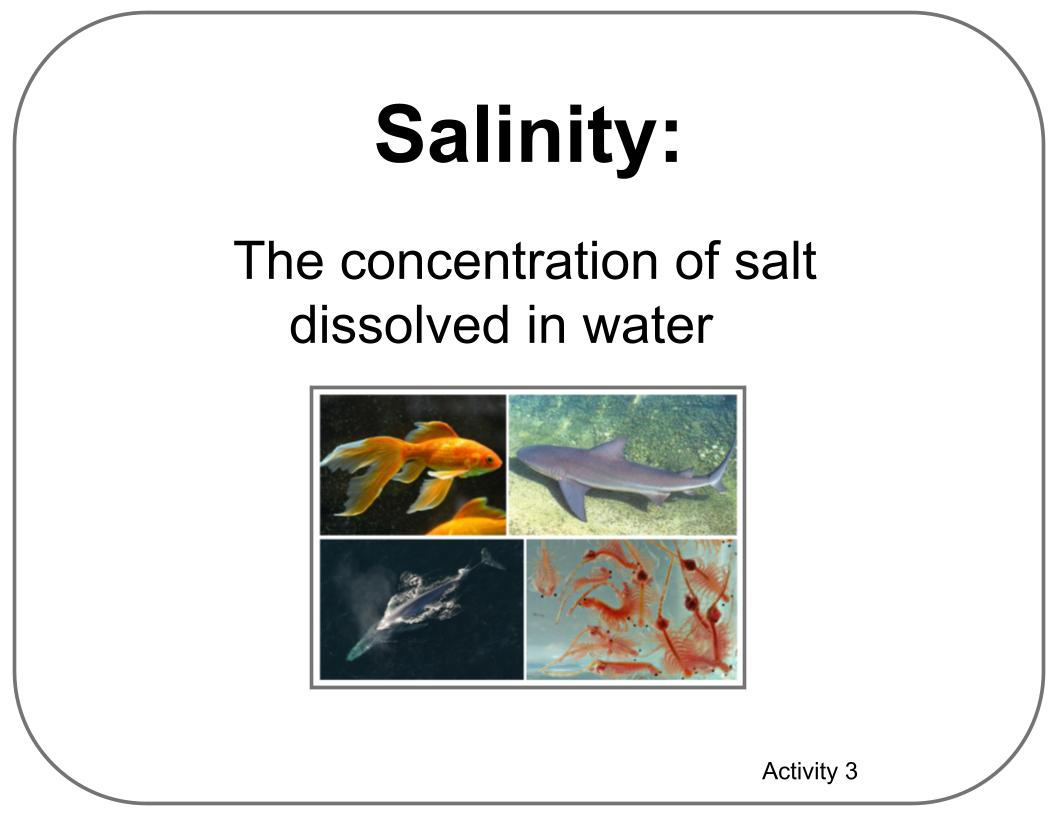 Salinity:
The concentration of salt
dissolved in water
Activity 3